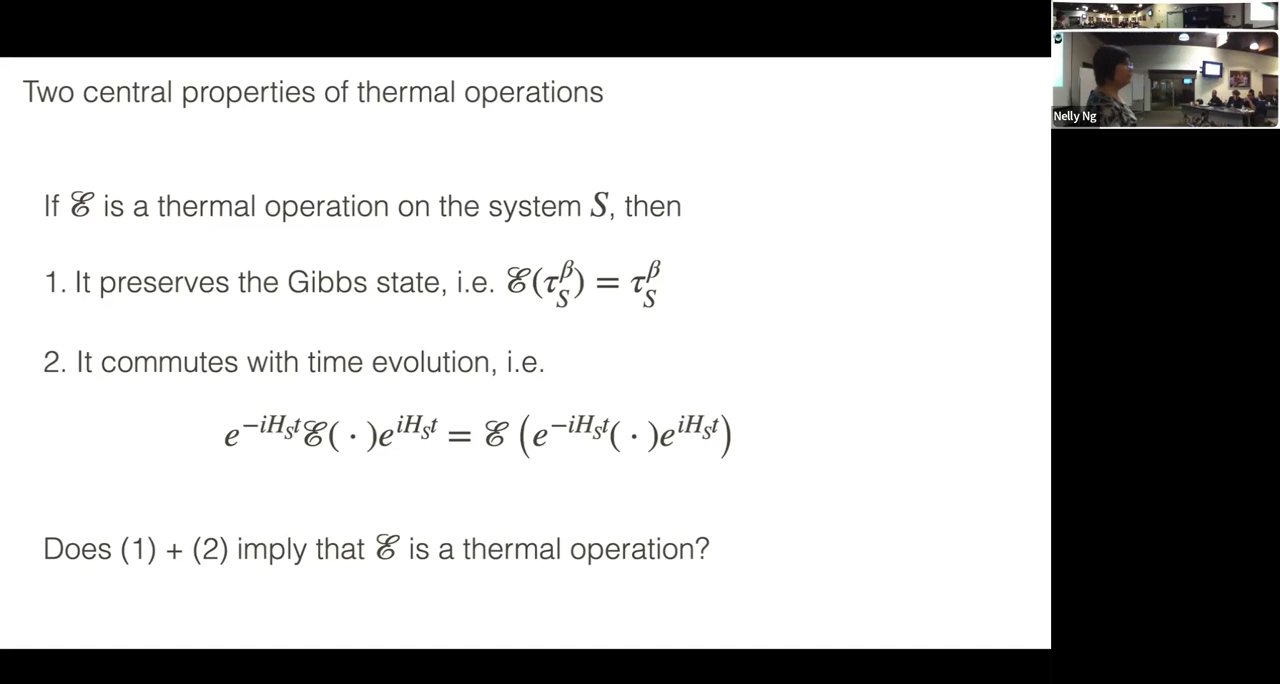 Two central properties of thermal operations
If ℰ is a thermal operation on the system S, then
1. It preserves the Gibbs state, i.e. ℰ(τ_S^β) = τ_S^β
2. It commutes with time evolution, i.e.
e^{-iH_S t}ℰ( · )e^{iH_S t} = ℰ (e^{-iH_S t}( · )e^{iH_S t})
Does (1) + (2) imply that ℰ is a thermal operation?
Nelly Ng